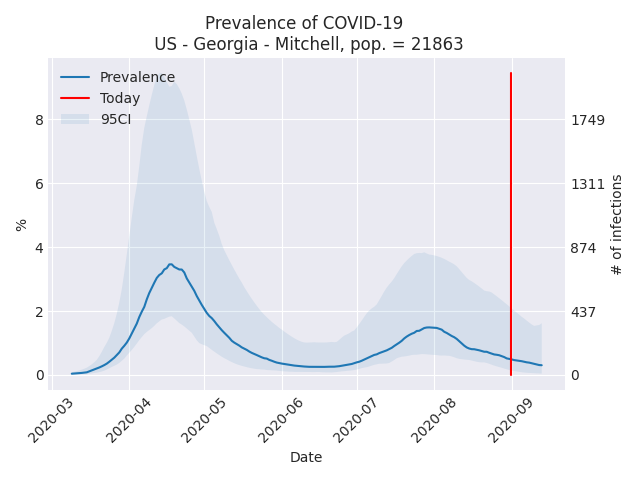 Prevalence of COVID-19
US - Georgia - Mitchell, pop. = 21863
Prevalence
Today
95CI
8
6
4
2
0
%
1749
1311
874
437
0
# of infections
2020-03
2020-04
2020-05
2020-06
2020-07
2020-08
2020-09
Date